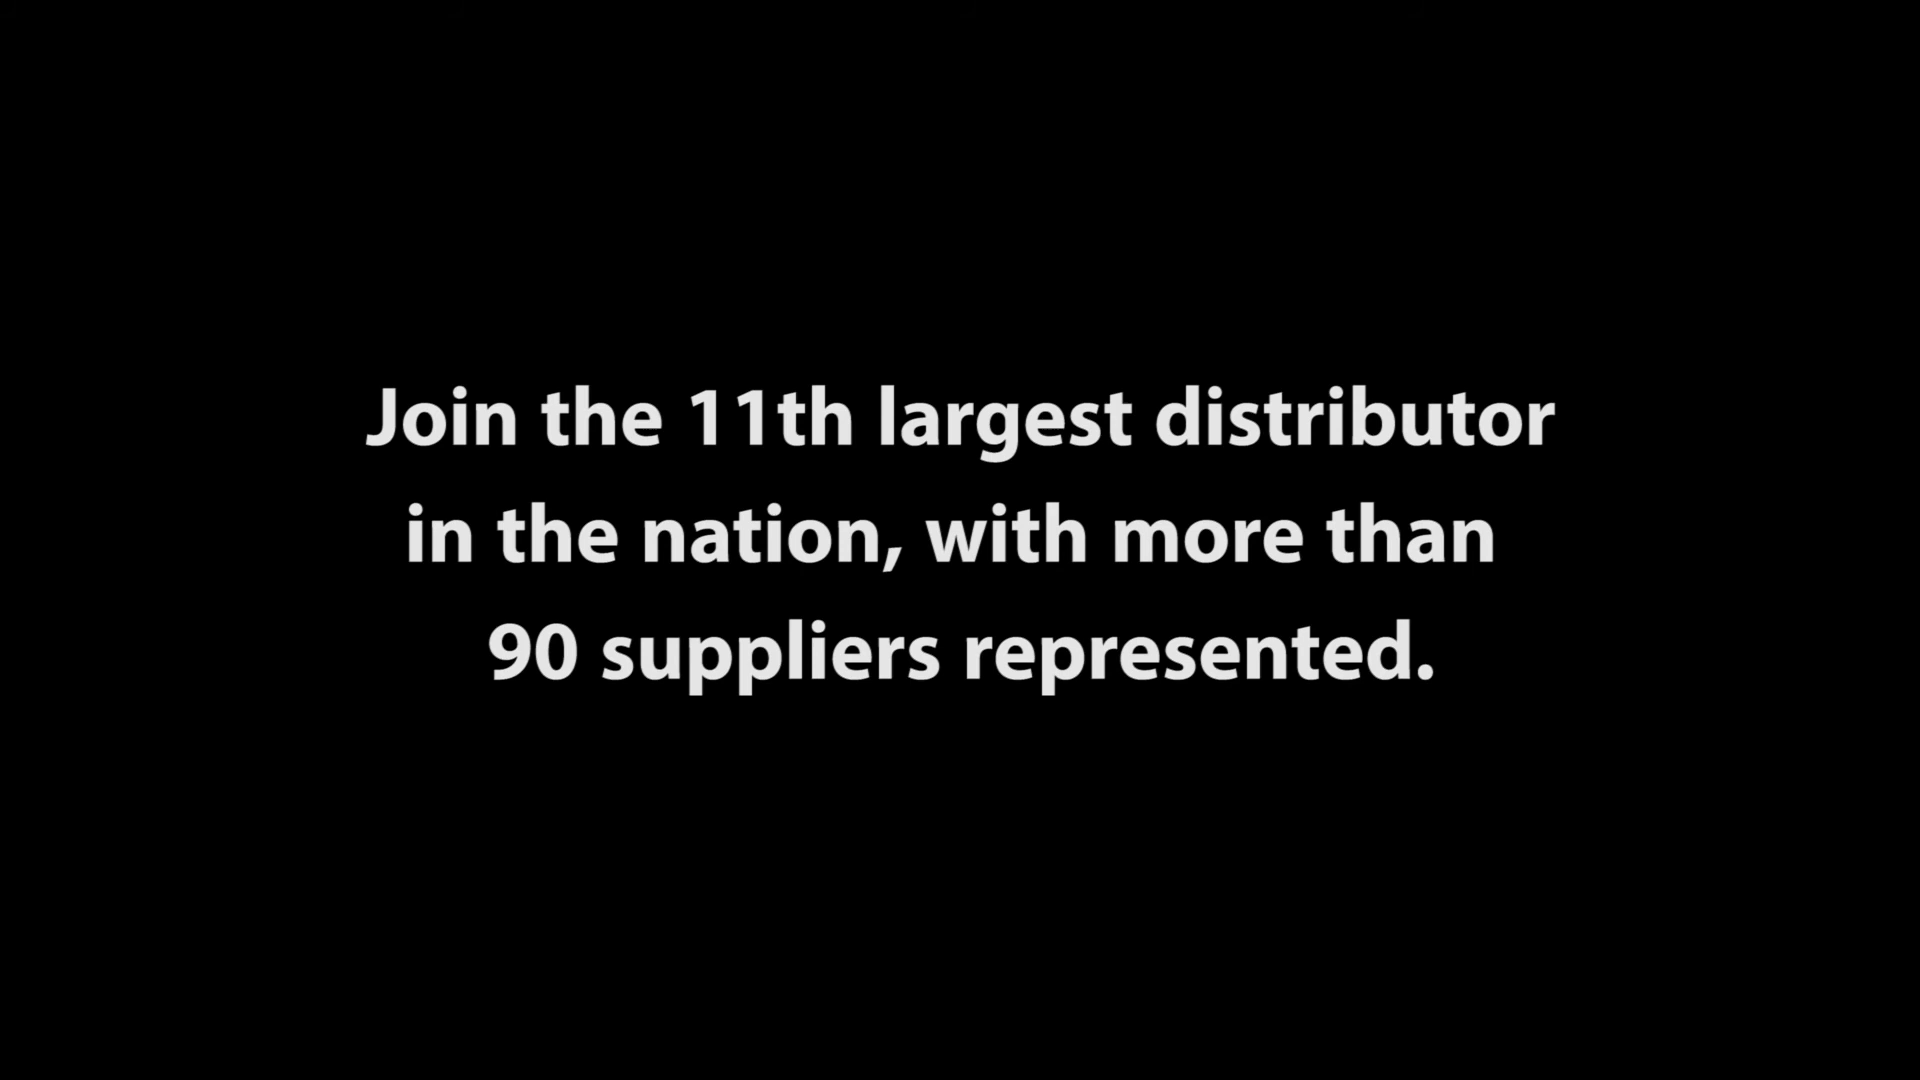 Join the 11th largest distributor
in the nation, with more than
90 suppliers represented.